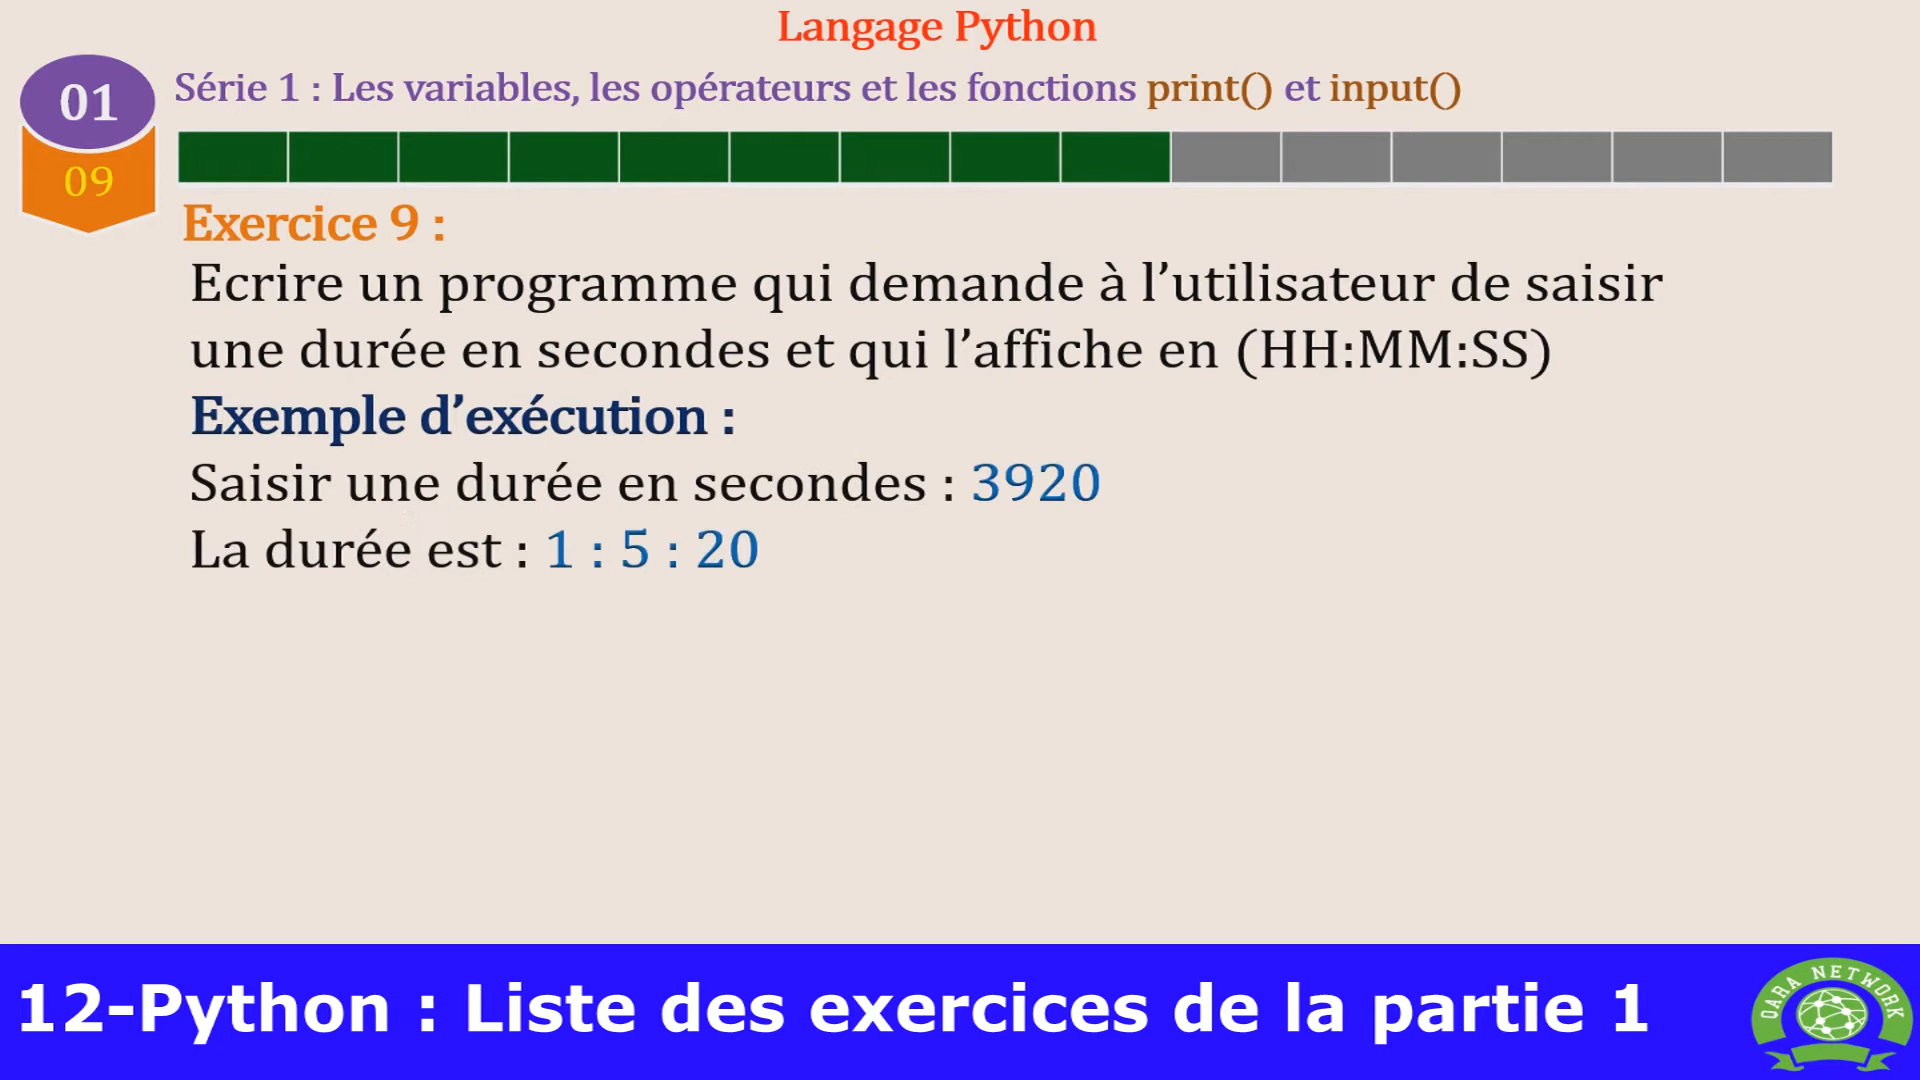 Langage Python
01
Série 1 : Les variables, les opérateurs et les fonctions print() et input()
09
Exercice 9 :
Ecrire un programme qui demande à l’utilisateur de saisir
une durée en secondes et qui l’affiche en (HH:MM:SS)
Exemple d’exécution :
Saisir une durée en secondes : 3920
La durée est : 1 : 5 : 20
12-Python : Liste des exercices de la partie 1
QARA NETWORK